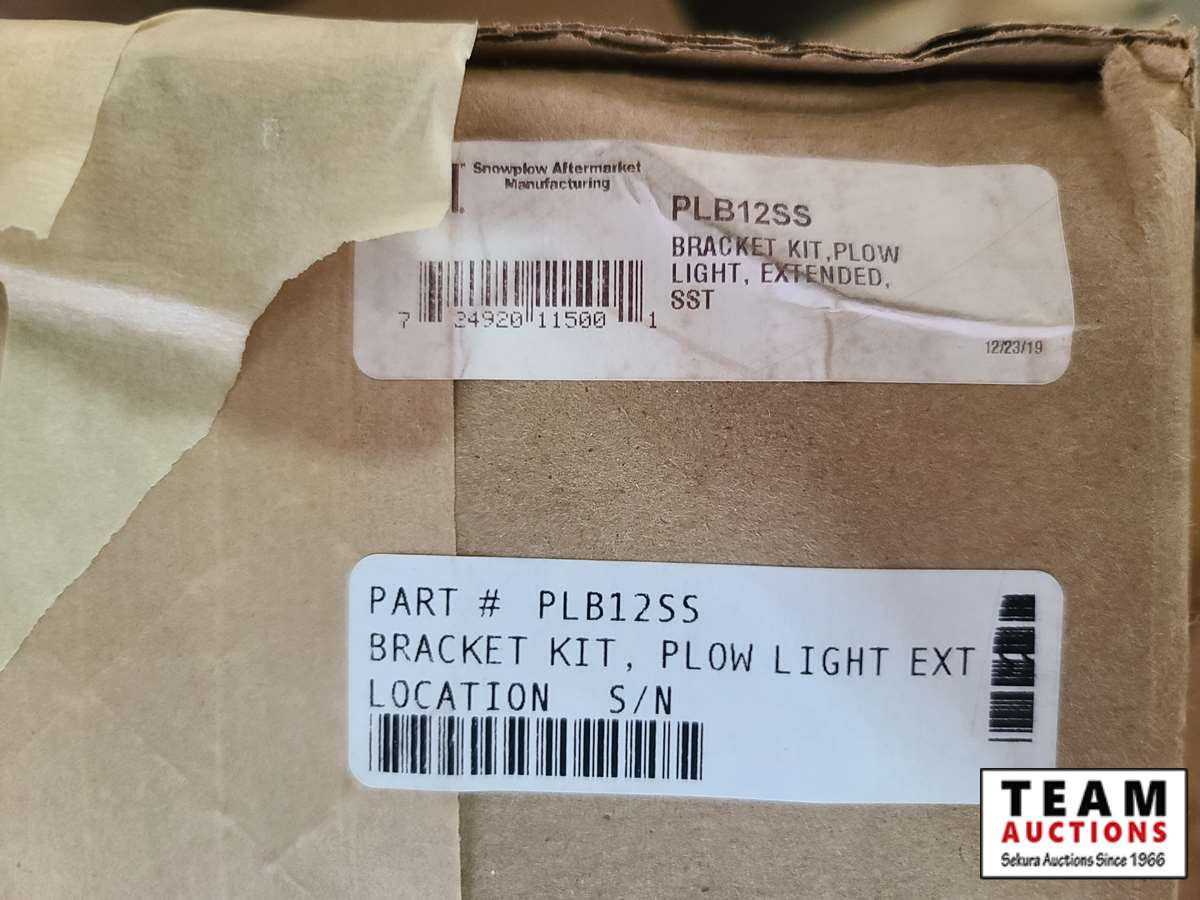 Snowplow Aftermarket
Manufacturing
PLB12SS
BRACKET KIT,PLOW
LIGHT, EXTENDED,
SST
7 24920 11500 1
12/23/19
PART # PLB12SS
BRACKET KIT, PLOW LIGHT EXT
LOCATION S/N
TEAM
AUCTIONS
Sekura Auctions Since 1966